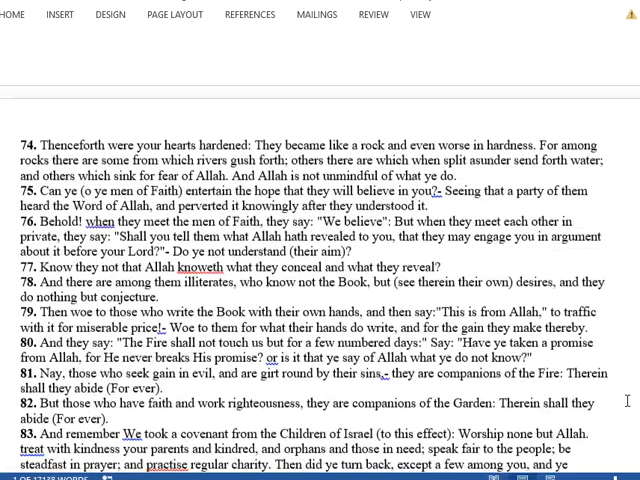 HOME INSERT DESIGN PAGE LAYOUT REFERENCES MAILINGS REVIEW VIEW
74. Thenceforth were your hearts hardened: They became like a rock and even worse in hardness. For among
rocks there are some from which rivers gush forth; others there are which when split asunder send forth water;
and others which sink for fear of Allah. And Allah is not unmindful of what ye do.
75. Can ye (o ye men of Faith) entertain the hope that they will believe in you?- Seeing that a party of them
heard the Word of Allah, and perverted it knowingly after they understood it.
76. Behold! when they meet the men of Faith, they say: "We believe": But when they meet each other in
private, they say: "Shall you tell them what Allah hath revealed to you, that they may engage you in argument
about it before your Lord?"- Do ye not understand (their aim)?
77. Know they not that Allah knoweth what they conceal and what they reveal?
78. And there are among them illiterates, who know not the Book, but (see therein their own) desires, and they
do nothing but conjecture.
79. Then woe to those who write the Book with their own hands, and then say:"This is from Allah," to traffic
with it for miserable price!- Woe to them for what their hands do write, and for the gain they make thereby.
80. And they say: "The Fire shall not touch us but for a few numbered days:" Say: "Have ye taken a promise
from Allah, for He never breaks His promise? or is it that ye say of Allah what ye do not know?"
81. Nay, those who seek gain in evil, and are girt round by their sins,- they are companions of the Fire: Therein
shall they abide (For ever).
82. But those who have faith and work righteousness, they are companions of the Garden: Therein shall they
abide (For ever).
83. And remember We took a covenant from the Children of Israel (to this effect): Worship none but Allah.
treat with kindness your parents and kindred, and orphans and those in need; speak fair to the people; be
steadfast in prayer; and practise regular charity. Then did ye turn back, except a few among you, and ye